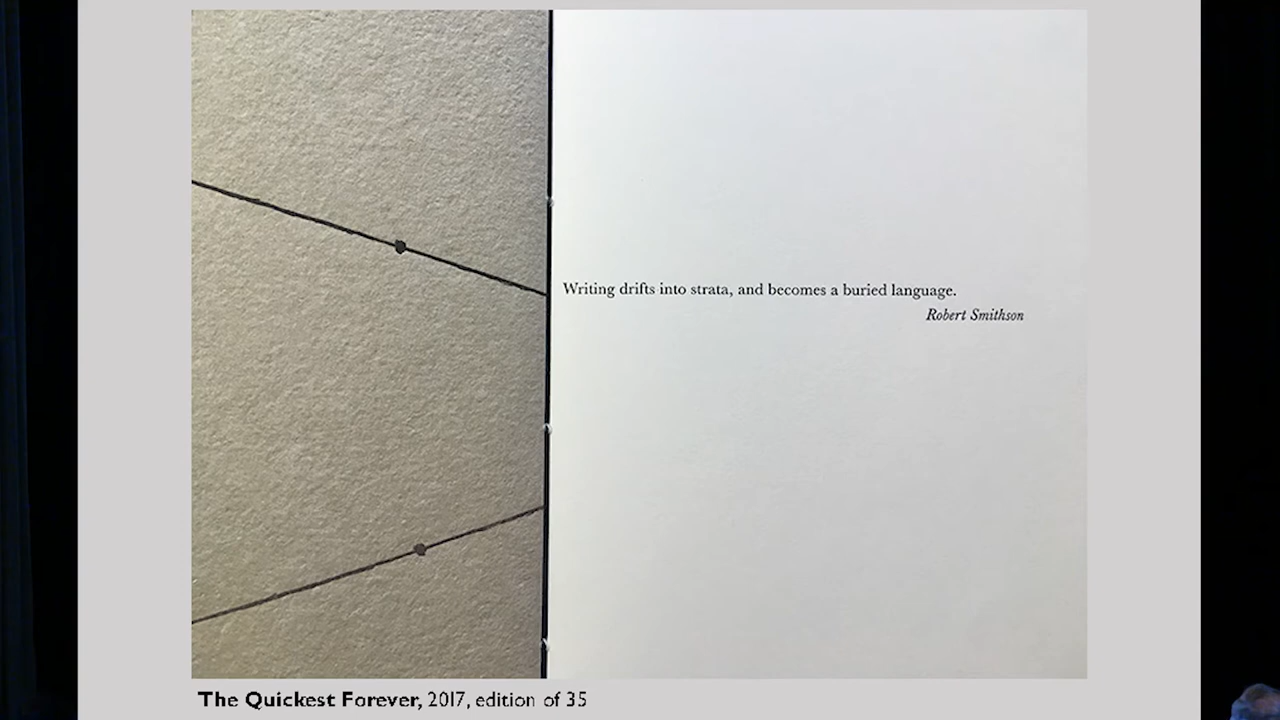 Writing drifts into strata, and becomes a buried language.
Robert Smithson
The Quickest Forever, 2017, edition of 35